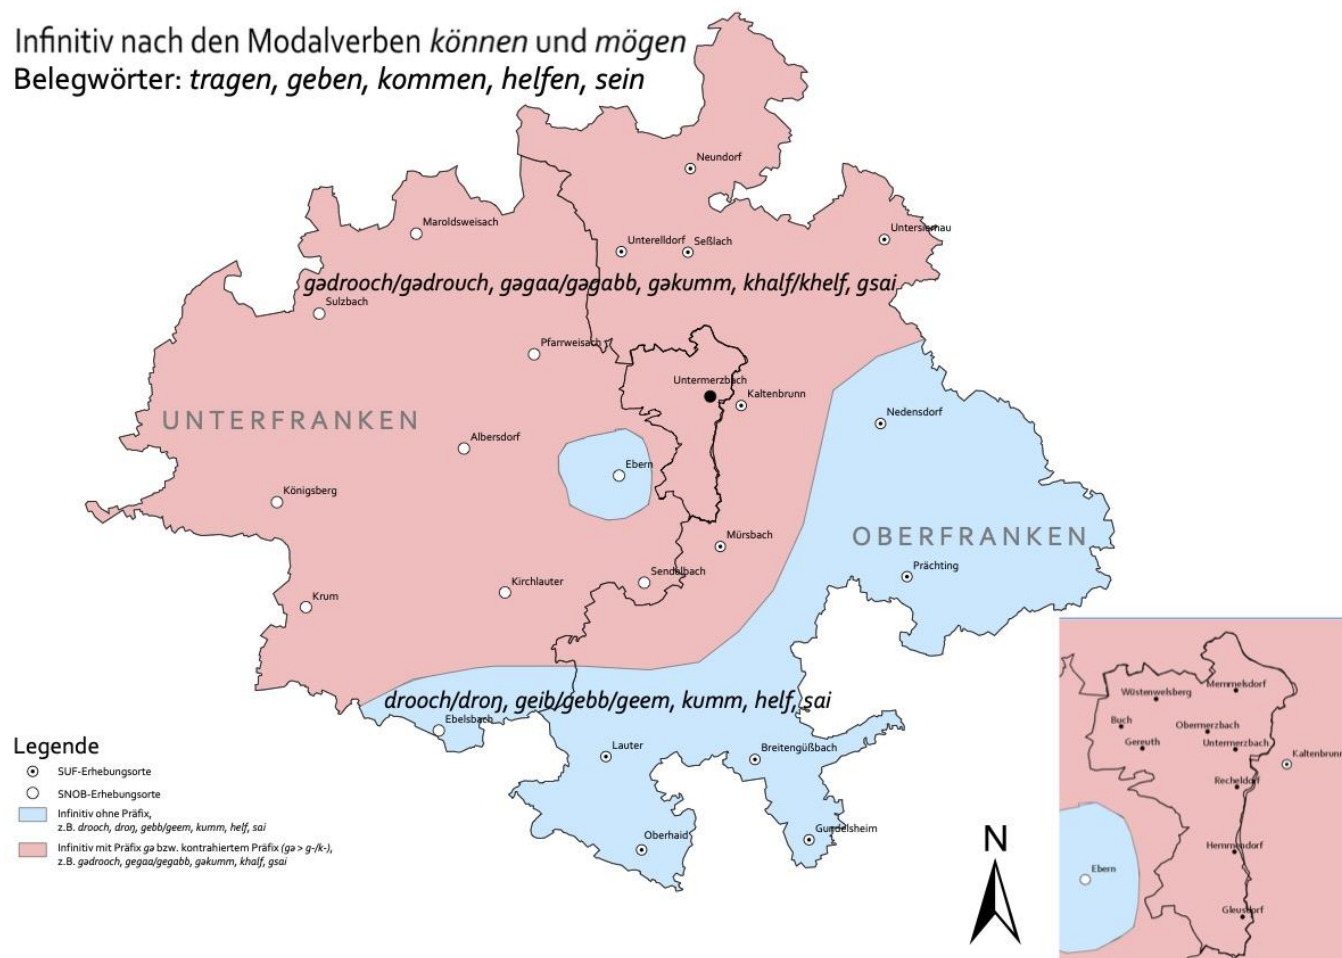 Infinitiv nach den Modalverben können und mögen
Belegwörter: tragen, geben, kommen, helfen, sein
Neundorf
Maroldsweisach
Untersiemau
Unterelldorf
Seßlach
gədrooch/gədrouch, gəgaa/gəgabb, gəkumm, khalf/khelf, gsai
Sulzbach
Pfarrweisach
Untermerzbach
Kaltenbrunn
UNTERFRANKEN
Nedensdorf
Albersdorf
Ebern
Königsberg
OBERFRANKEN
Mürsbach
Prächting
Sendelbach
Kirchlauter
Krum
drooch/droŋ, geib/gebb/geem, kumm, helf, sai
Ebelsbach
Lauter
Breitengüßbach
Oberhaid
Gundelsheim
Legende
SUF-Erhebungsorte
SNOB-Erhebungsorte
Infinitiv ohne Präfix,
z.B. drooch, droŋ, gebb/geem, kumm, helf, sai
Infinitiv mit Präfix gə bzw. kontrahiertem Präfix (gə > g-/k-),
z.B. gədrooch, gegaa/gegabb, gəkumm, khalf, gsai
N
Memmelsdorf
Wüstenwelsberg
Buch
Obermerzbach
Gereuth
Untermerzbach
Kaltenbrunn
Recheldorf
Hemmendorf
Ebern
Gleusdorf